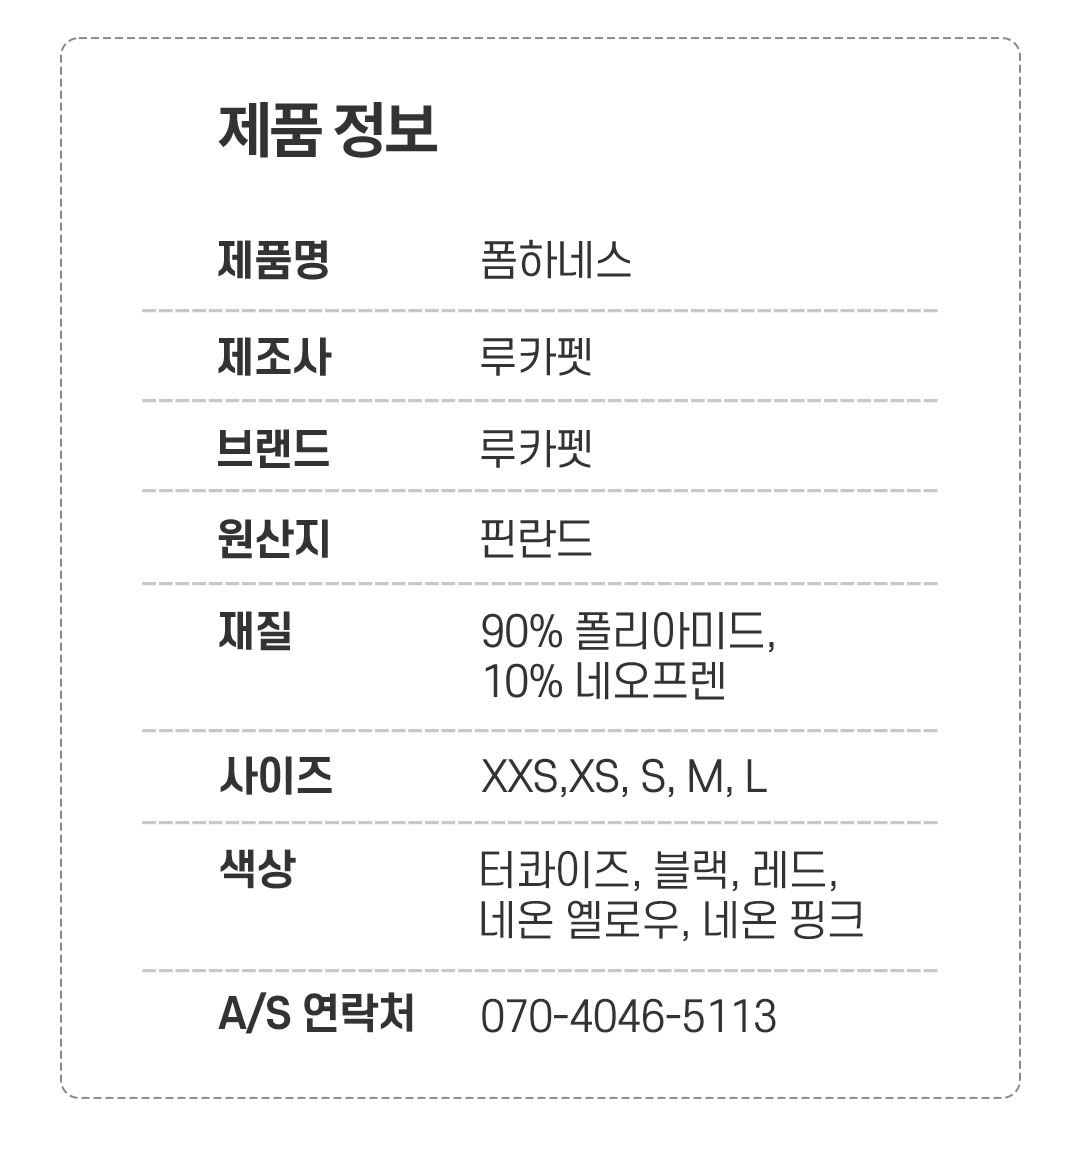 제품 정보
제품명 폼하네스
제조사 루카펫
브랜드 루카펫
원산지 핀란드
재질 90% 폴리아미드,
10% 네오프렌
사이즈 XXS,XS, S, M, L
색상 터콰이즈, 블랙, 레드,
네온 옐로우, 네온 핑크
A/S 연락처 070-4046-5113